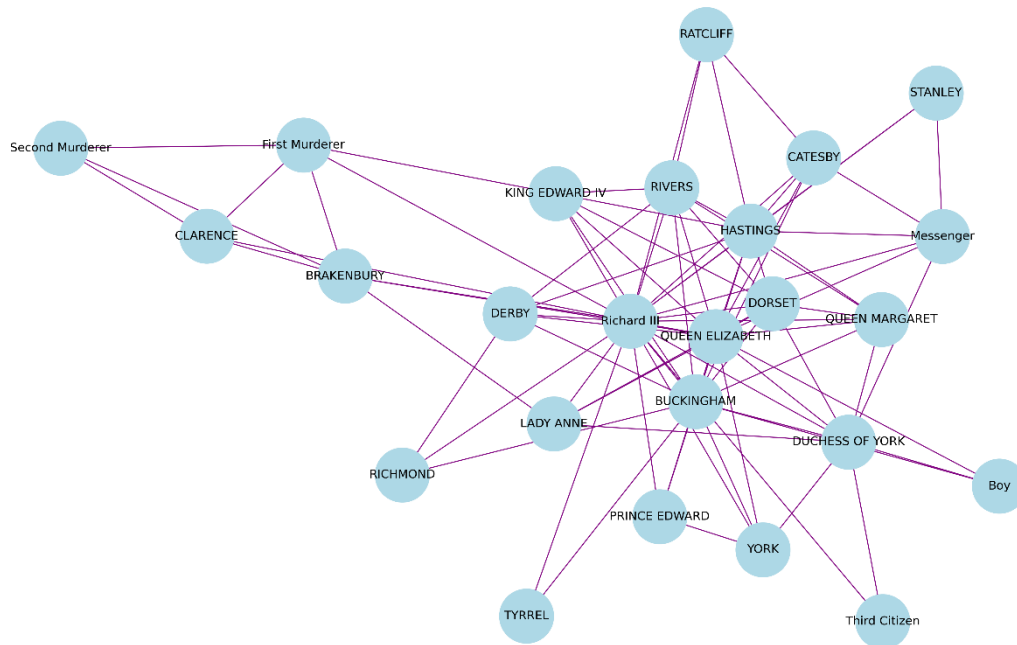 RATCLIFF
STANLEY
Second Murderer
First Murderer
CATESBY
KING EDWARD IV
RIVERS
CLARENCE
HASTINGS
Messenger
BRAKENBURY
DERBY
Richard III
DORSET
QUEEN MARGARET
QUEEN ELIZABETH
BUCKINGHAM
LADY ANNE
DUCHESS OF YORK
RICHMOND
Boy
PRINCE EDWARD
YORK
TYRREL
Third Citizen